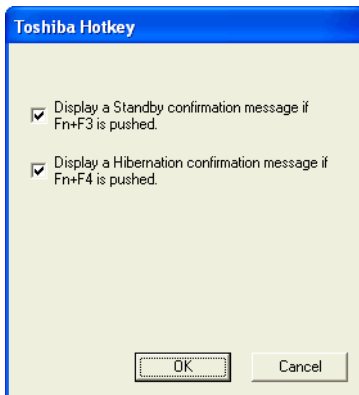 Toshiba Hotkey
Display a Standby confirmation message if
Fn+F3 is pushed.
Display a Hibernation confirmation message if
Fn+F4 is pushed.
OK
Cancel